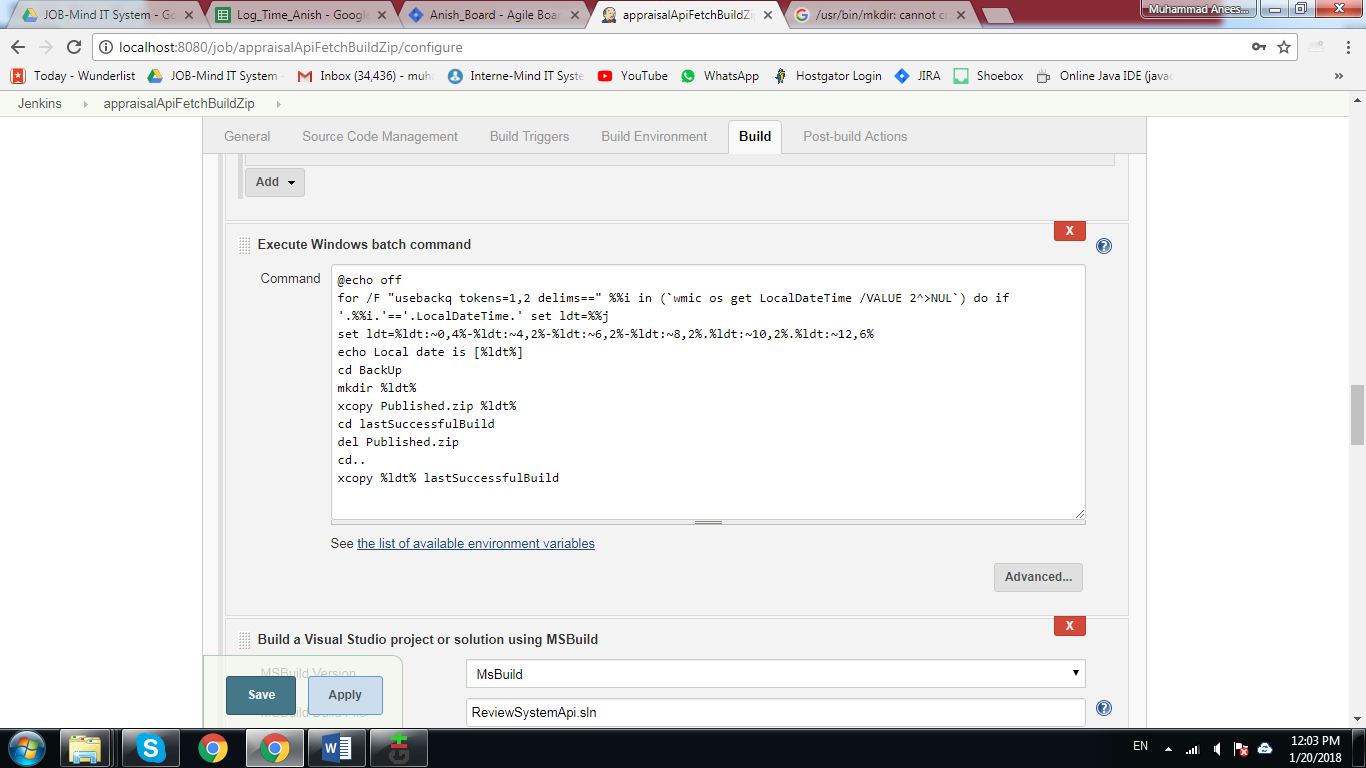 JOB-Mind IT System - Go
Log_Time_Anish - Google
Anish_Board - Agile Boar
appraisalApiFetchBuildZip
/usr/bin/mkdir: cannot c
Muhammad Anees...
localhost:8080/job/appraisalApiFetchBuildZip/configure
Today - Wunderlist
JOB-Mind IT System
Inbox (34,436) - muh
Interne-Mind IT Syste
YouTube
WhatsApp
Hostgator Login
JIRA
Shoebox
Online Java IDE (javac
»
Jenkins
appraisalApiFetchBuildZip
General
Source Code Management
Build Triggers
Build Environment
Build
Post-build Actions
Add
X
Execute Windows batch command
Command
@echo off
for /F "usebackq tokens=1,2 delims==" %%i in (`wmic os get LocalDateTime /VALUE 2^>NUL`) do if
'.%%i.'=='.LocalDateTime.' set ldt=%%j
set ldt=%ldt:~0,4%-%ldt:~4,2%-%ldt:~6,2%-%ldt:~8,2%.%ldt:~10,2%.%ldt:~12,6%
echo Local date is [%ldt%]
cd BackUp
mkdir %ldt%
xcopy Published.zip %ldt%
cd lastSuccessfulBuild
del Published.zip
cd..
xcopy %ldt% lastSuccessfulBuild
See the list of available environment variables
Advanced...
X
Build a Visual Studio project or solution using MSBuild
MSBuild Version
MsBuild
Save
Apply
MSBuild Build File
ReviewSystemApi.sln
EN
12:03 PM
1/20/2018